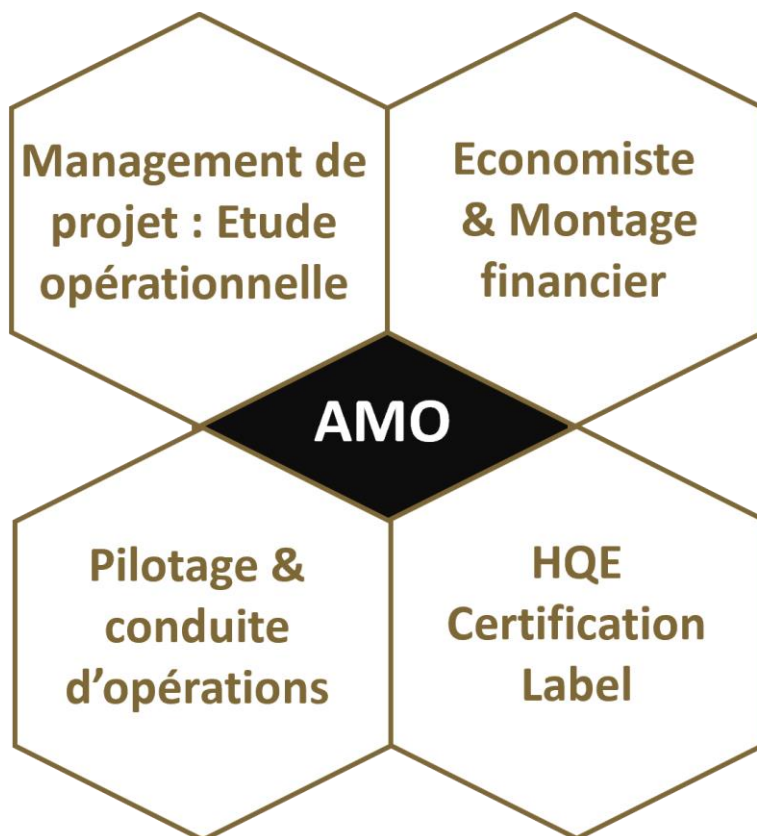 Management de
projet : Etude
opérationnelle
Economiste
& Montage
financier
AMO
Pilotage &
conduite
d’opérations
HQE
Certification
Label